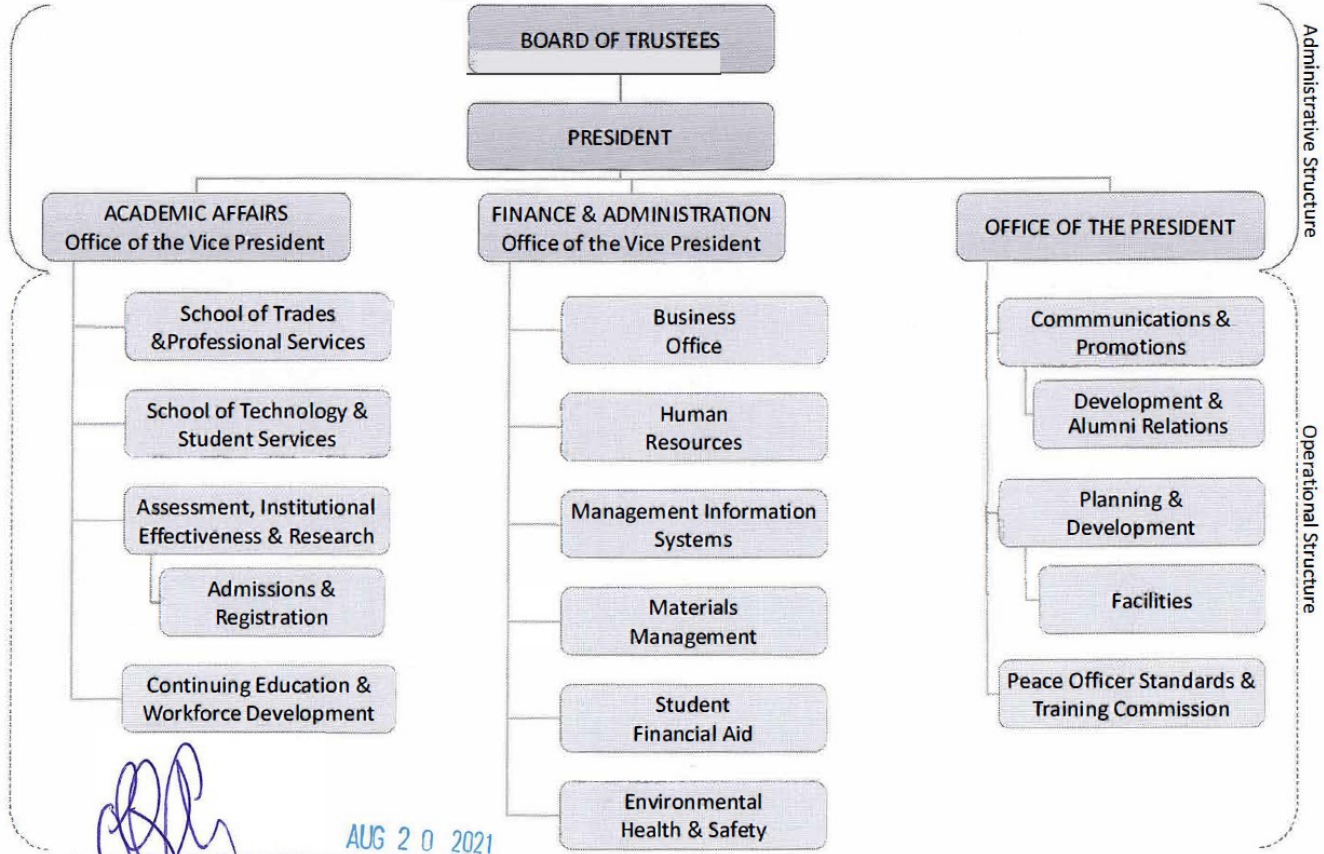 BOARD OF TRUSTEES
PRESIDENT
Administrative Structure
ACADEMIC AFFAIRS
Office of the Vice President
FINANCE & ADMINISTRATION
Office of the Vice President
OFFICE OF THE PRESIDENT
School of Trades
&Professional Services
School of Technology &
Student Services
Assessment, Institutional
Effectiveness & Research
Admissions &
Registration
Continuing Education &
Workforce Development
Business
Office
Human
Resources
Management Information
Systems
Materials
Management
Student
Financial Aid
Environmental
Health & Safety
Commmunications &
Promotions
Development &
Alumni Relations
Planning &
Development
Facilities
Peace Officer Standards &
Training Commission
Operational Structure
AUG 20 2021